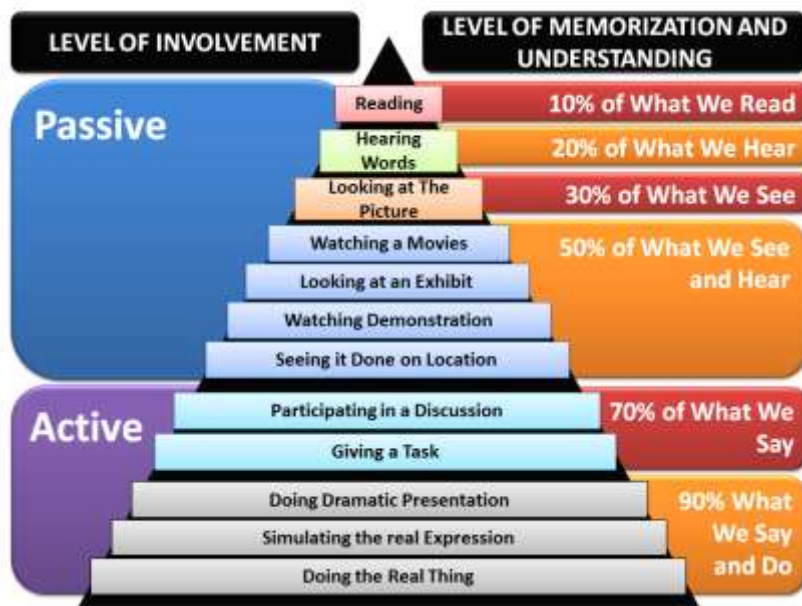 LEVEL OF INVOLVEMENT
LEVEL OF MEMORIZATION AND
UNDERSTANDING
Passive
Reading
10% of What We Read
Hearing
Words
20% of What We Hear
Looking at The
Picture
30% of What We See
Watching a Movies
50% of What We See
and Hear
Looking at an Exhibit
Watching Demonstration
Seeing it Done on Location
Active
Participating in a Discussion
70% of What We
Say
Giving a Task
Doing Dramatic Presentation
90% What
We Say
and Do
Simulating the real Expression
Doing the Real Thing